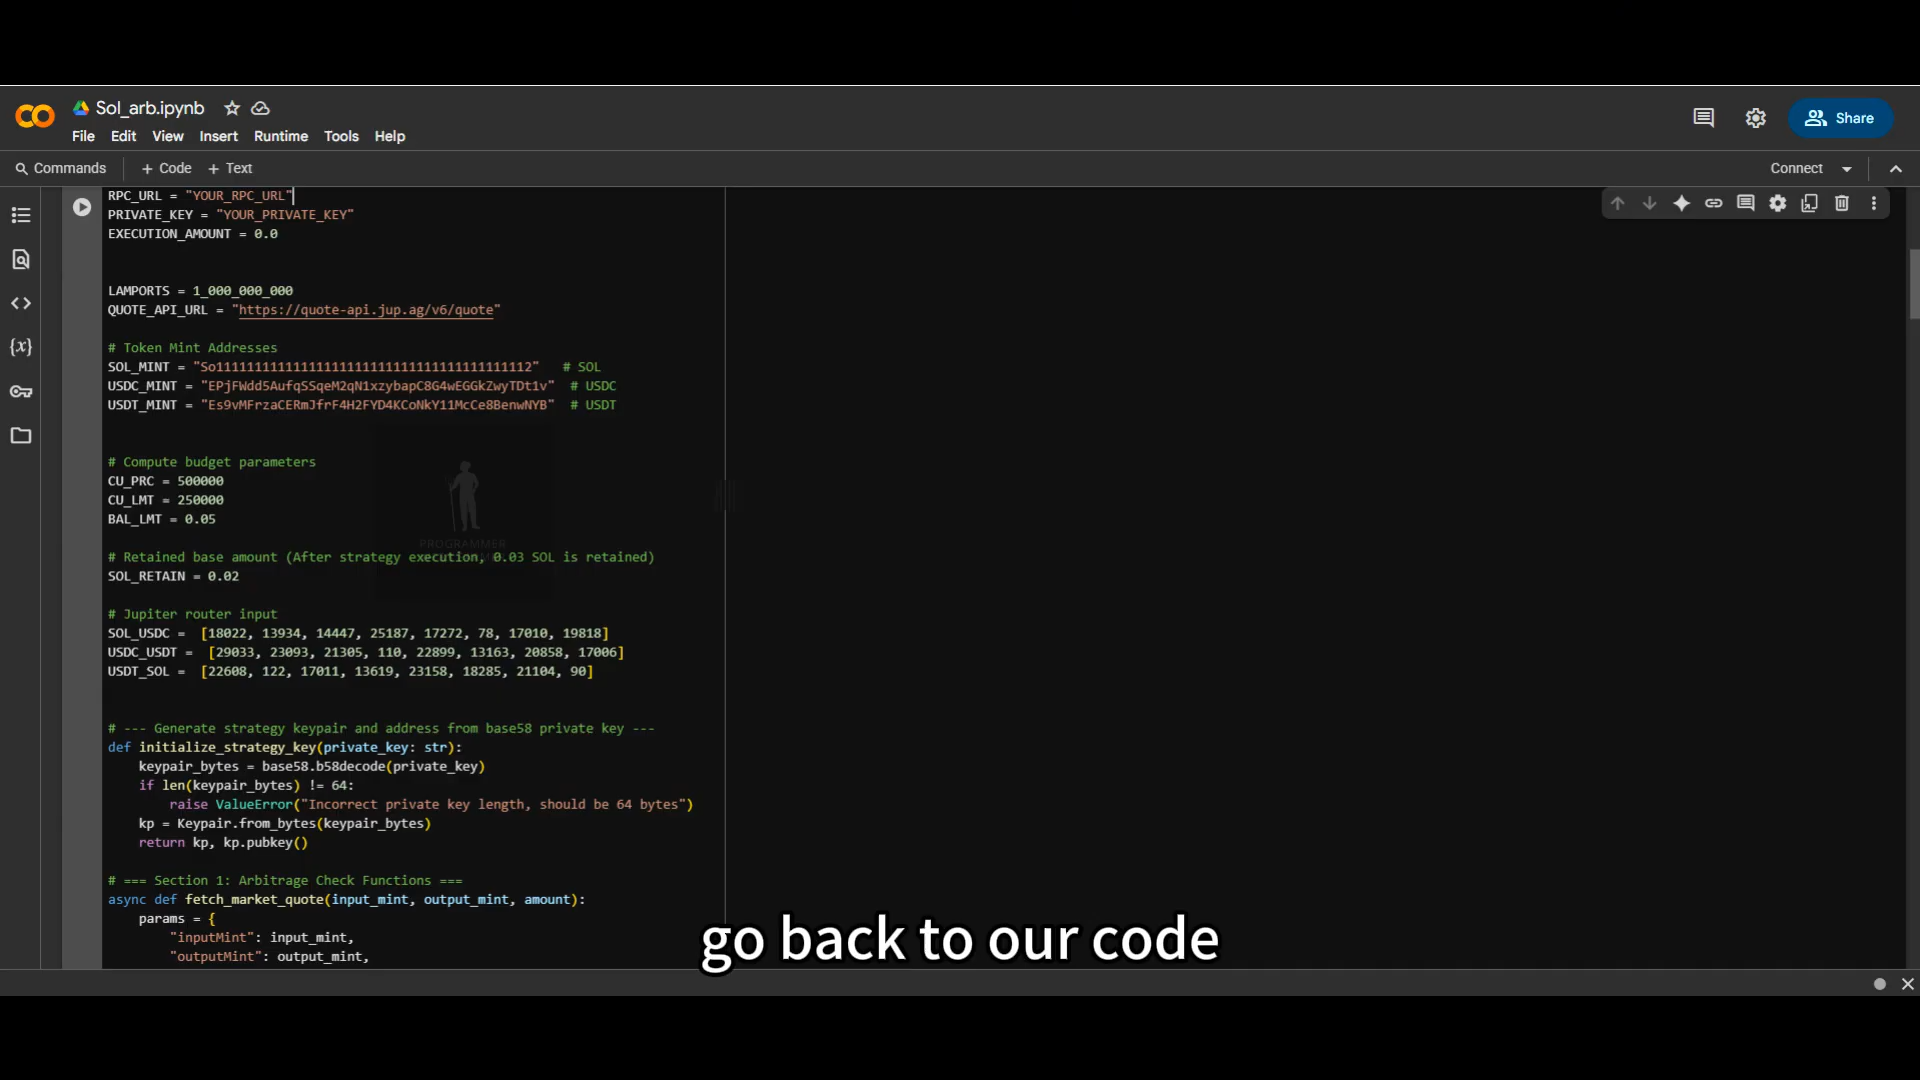 Sol_arb.ipynb
File Edit View Insert Runtime Tools Help
Share
Commands + Code + Text
Connect
RPC_URL = "YOUR_RPC_URL"
PRIVATE_KEY = "YOUR_PRIVATE_KEY"
EXECUTION_AMOUNT = 0.0
LAMPORTS = 1_000_000_000
QUOTE_API_URL = "https://quote-api.jup.ag/v6/quote"
# Token Mint Addresses
SOL_MINT = "So11111111111111111111111111111111111111112" # SOL
USDC_MINT = "EPjFWdd5AufqSSqeM2qN1xzybapC8G4wEGGkZwyTDt1v" # USDC
USDT_MINT = "Es9vMFrzaCERmJfrF4H2FYD4KCoNkY11McCe8BenwNYB" # USDT
# Compute budget parameters
CU_PRC = 500000
CU_LMT = 250000
BAL_LMT = 0.05
PROGRAMMER
# Retained base amount (After strategy execution, 0.03 SOL is retained)
SOL_RETAIN = 0.02
# Jupiter router input
SOL_USDC = [18022, 13934, 14447, 25187, 17272, 78, 17010, 19818]
USDC_USDT = [29033, 23093, 21305, 110, 22899, 13163, 20858, 17006]
USDT_SOL = [22608, 122, 17011, 13619, 23158, 18285, 21104, 90]
# --- Generate strategy keypair and address from base58 private key ---
def initialize_strategy_key(private_key: str):
keypair_bytes = base58.b58decode(private_key)
if len(keypair_bytes) != 64:
raise ValueError("Incorrect private key length, should be 64 bytes")
kp = Keypair.from_bytes(keypair_bytes)
return kp, kp.pubkey()
# === Section 1: Arbitrage Check Functions ===
async def fetch_market_quote(input_mint, output_mint, amount):
params = {
"inputMint": input_mint,
"outputMint": output_mint,
go back to our code